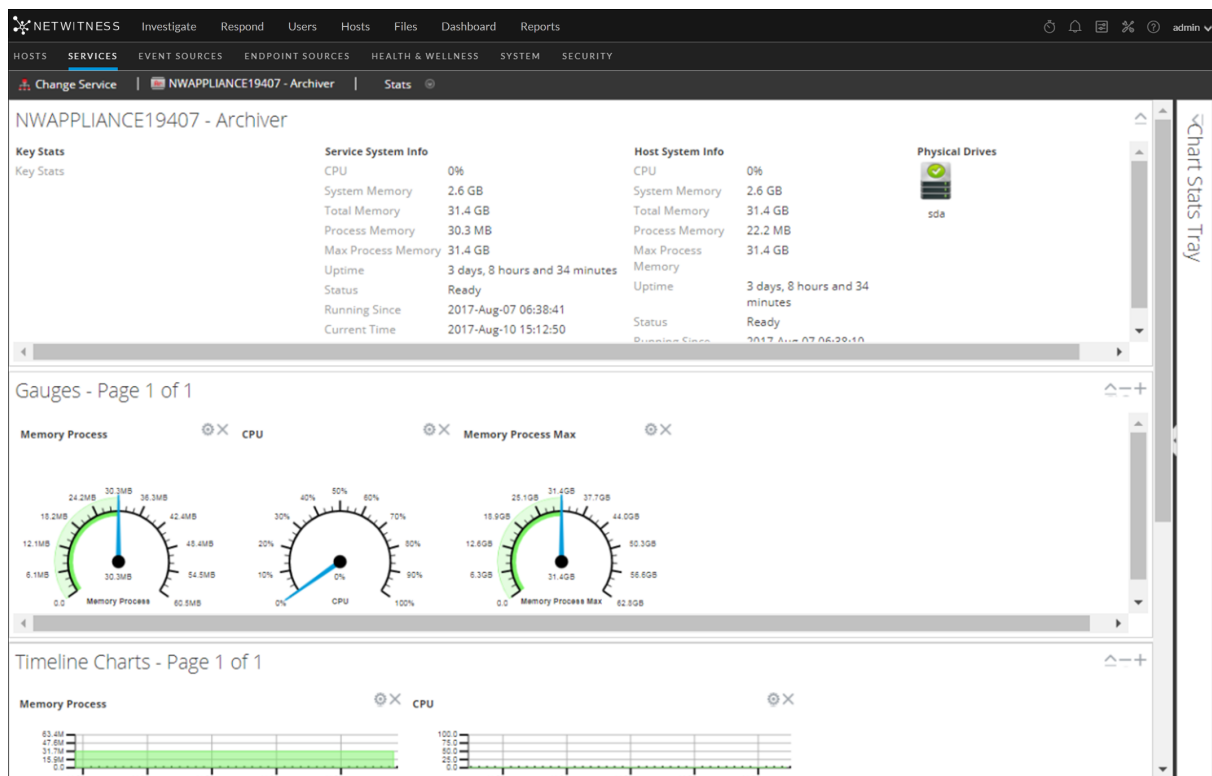 NETWITNESS Investigate Respond Users Hosts Files Dashboard Reports admin
HOSTS SERVICES EVENT SOURCES ENDPOINT SOURCES HEALTH & WELLNESS SYSTEM SECURITY
Change Service | NWAPPLIANCE19407 - Archiver | Stats
NWAPPLIANCE19407 - Archiver
Key Stats
Key Stats
Service System Info
CPU 0%
System Memory 2.6 GB
Total Memory 31.4 GB
Process Memory 30.3 MB
Max Process Memory 31.4 GB
Uptime 3 days, 8 hours and 34 minutes
Status Ready
Running Since 2017-Aug-07 06:38:41
Current Time 2017-Aug-10 15:12:50
Host System Info
CPU 0%
System Memory 2.6 GB
Total Memory 31.4 GB
Process Memory 22.2 MB
Max Process 31.4 GB
Memory
Uptime 3 days, 8 hours and 34
minutes
Status Ready
Running Since 2017-Aug-07 06:38:10
Physical Drives
sda
Chart Stats Tray
Gauges - Page 1 of 1
Memory Process
0.0
6.1MB
12.1MB
18.2MB
24.2MB
30.3MB
36.3MB
42.4MB
48.4MB
54.5MB
60.5MB
30.3MB
Memory Process
CPU
0%
10%
20%
30%
40%
50%
60%
70%
80%
90%
100%
0%
CPU
Memory Process Max
0.0
6.3GB
12.6GB
18.9GB
25.1GB
31.4GB
37.7GB
44.0GB
50.3GB
56.6GB
62.8GB
31.4GB
Memory Process Max
Timeline Charts - Page 1 of 1
Memory Process
63.4M
47.6M
31.7M
15.9M
0.0
CPU
100.0
75.0
50.0
25.0
0.0